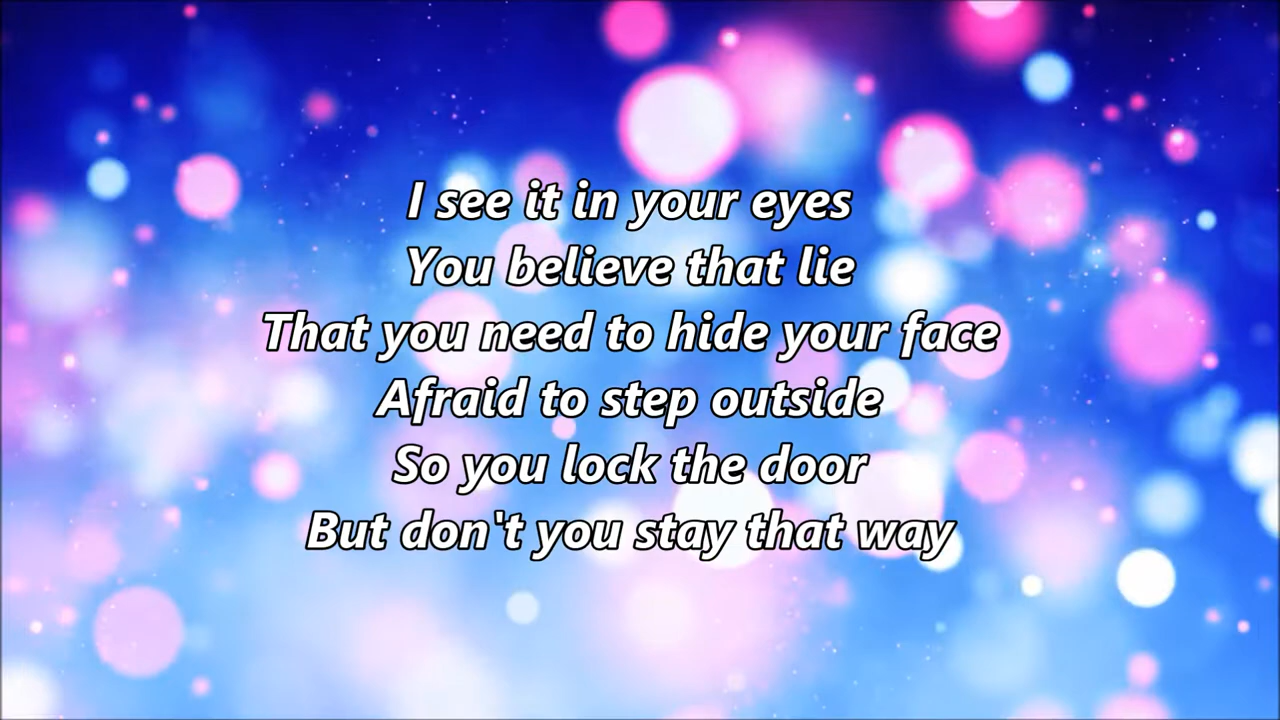 I see it in your eyes
You believe that lie
That you need to hide your face
Afraid to step outside
So you lock the door
But don't you stay that way